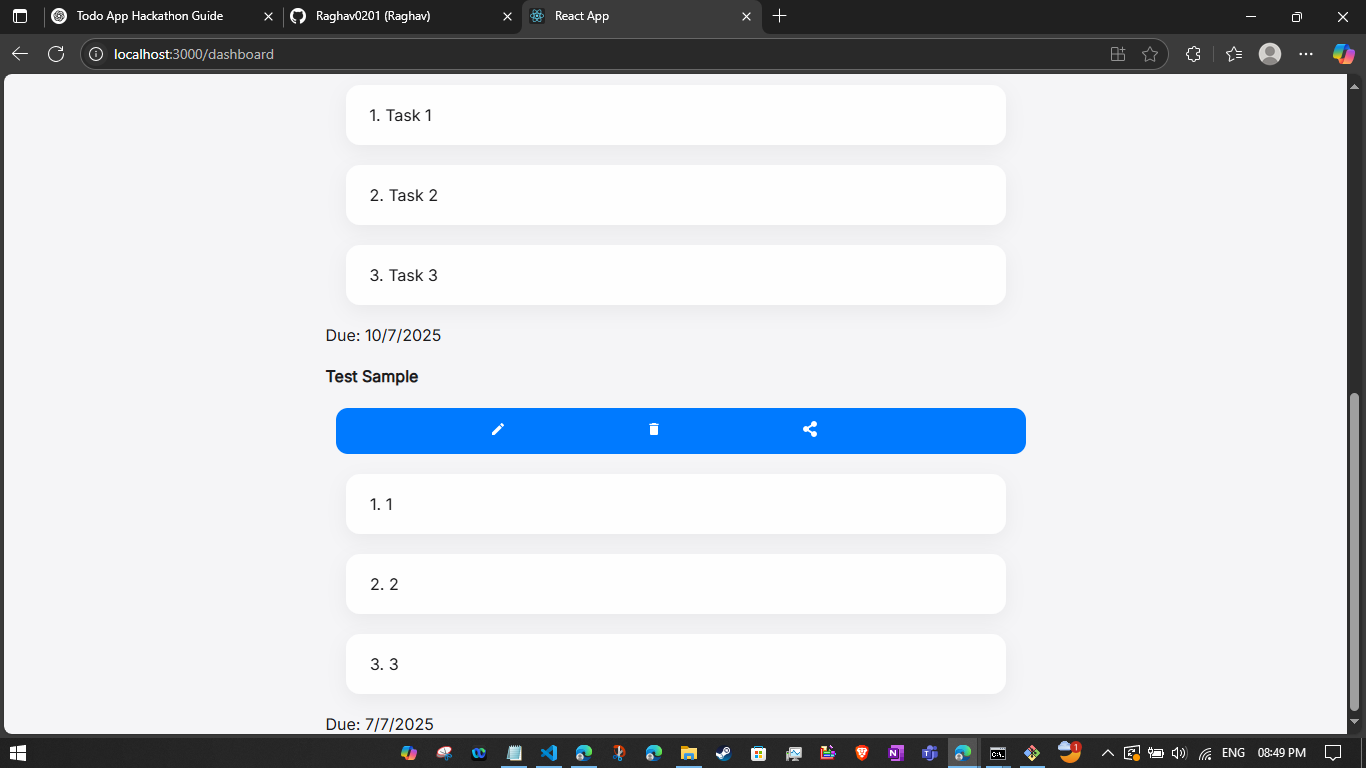 Todo App Hackathon Guide
Raghav0201 (Raghav)
React App
localhost:3000/dashboard
1. Task 1
2. Task 2
3. Task 3
Due: 10/7/2025
Test Sample
1. 1
2. 2
3. 3
Due: 7/7/2025
1
ENG
08:49 PM